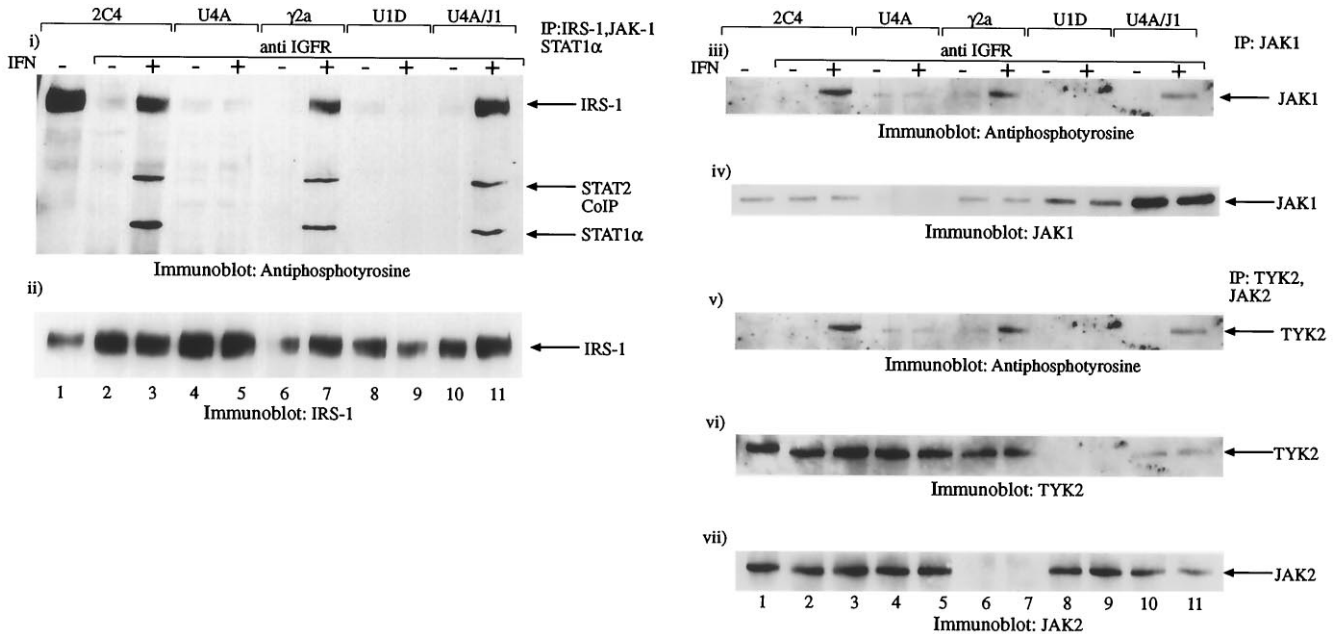 2C4 U4A γ2a U1D U4A/J1
IP:IRS-1,JAK-1
STAT1α
i)
anti IGFR
IFN - - + - + - + - + - +
IRS-1
STAT2
CoIP
STAT1α
Immunoblot: Antiphosphotyrosine
ii)
IRS-1
1 2 3 4 5 6 7 8 9 10 11
Immunoblot: IRS-1
2C4 U4A γ2a U1D U4A/J1
IP: JAK1
iii)
anti IGFR
IFN - - + - + - + - + - +
JAK1
Immunoblot: Antiphosphotyrosine
iv)
JAK1
Immunoblot: JAK1
IP: TYK2,
JAK2
v)
TYK2
Immunoblot: Antiphosphotyrosine
vi)
TYK2
Immunoblot: TYK2
vii)
JAK2
1 2 3 4 5 6 7 8 9 10 11
Immunoblot: JAK2